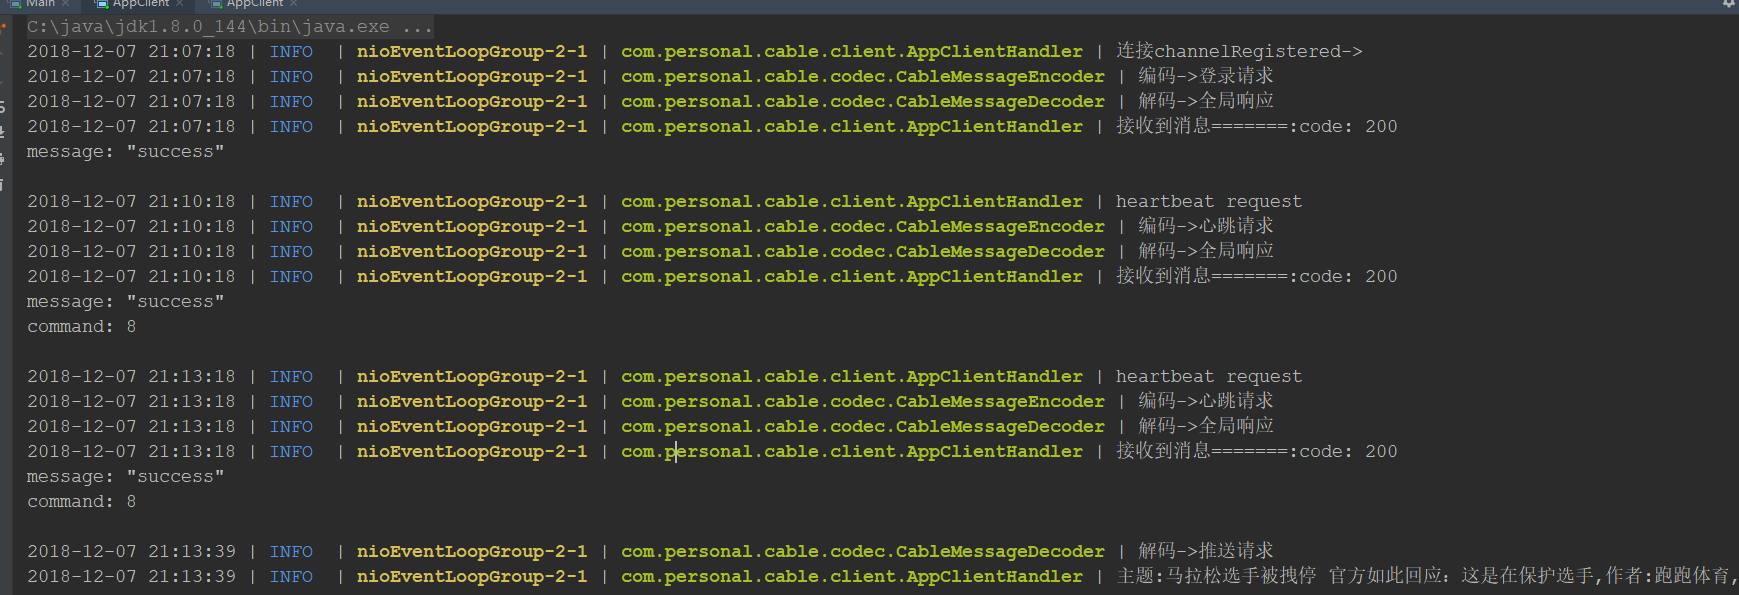 Main × AppClient × AppClient ×
C:\java\jdk1.8.0_144\bin\java.exe ...
2018-12-07 21:07:18 | INFO | nioEventLoopGroup-2-1 | com.personal.cable.client.AppClientHandler | 连接channelRegistered->
2018-12-07 21:07:18 | INFO | nioEventLoopGroup-2-1 | com.personal.cable.codec.CableMessageEncoder | 编码->登录请求
2018-12-07 21:07:18 | INFO | nioEventLoopGroup-2-1 | com.personal.cable.codec.CableMessageDecoder | 解码->全局响应
2018-12-07 21:07:18 | INFO | nioEventLoopGroup-2-1 | com.personal.cable.client.AppClientHandler | 接收到消息=======:code: 200
message: "success"
2018-12-07 21:10:18 | INFO | nioEventLoopGroup-2-1 | com.personal.cable.client.AppClientHandler | heartbeat request
2018-12-07 21:10:18 | INFO | nioEventLoopGroup-2-1 | com.personal.cable.codec.CableMessageEncoder | 编码->心跳请求
2018-12-07 21:10:18 | INFO | nioEventLoopGroup-2-1 | com.personal.cable.codec.CableMessageDecoder | 解码->全局响应
2018-12-07 21:10:18 | INFO | nioEventLoopGroup-2-1 | com.personal.cable.client.AppClientHandler | 接收到消息=======:code: 200
message: "success"
command: 8
2018-12-07 21:13:18 | INFO | nioEventLoopGroup-2-1 | com.personal.cable.client.AppClientHandler | heartbeat request
2018-12-07 21:13:18 | INFO | nioEventLoopGroup-2-1 | com.personal.cable.codec.CableMessageEncoder | 编码->心跳请求
2018-12-07 21:13:18 | INFO | nioEventLoopGroup-2-1 | com.personal.cable.codec.CableMessageDecoder | 解码->全局响应
2018-12-07 21:13:18 | INFO | nioEventLoopGroup-2-1 | com.personal.cable.client.AppClientHandler | 接收到消息=======:code: 200
message: "success"
command: 8
2018-12-07 21:13:39 | INFO | nioEventLoopGroup-2-1 | com.personal.cable.codec.CableMessageDecoder | 解码->推送请求
2018-12-07 21:13:39 | INFO | nioEventLoopGroup-2-1 | com.personal.cable.client.AppClientHandler | 主题:马拉松选手被拽停 官方如此回应：这是在保护选手,作者:跑跑体育,